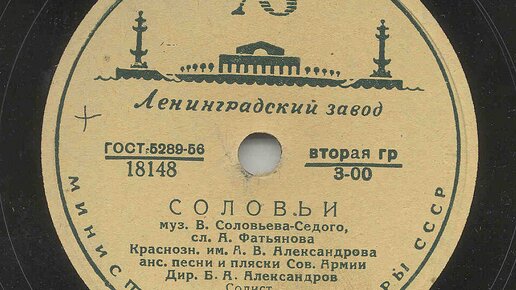 Ленинградский завод
ГОСТ-5289-56
18148
вторая гр
3-00
СОЛОВЬИ
муз. В. Соловьева-Седого,
сл. А. Фатьянова
Краснозн. им. А. В. Александрова
анс. песни и пляски Сов. Армии
Дир. Б. А. Александров
Солист
СССР